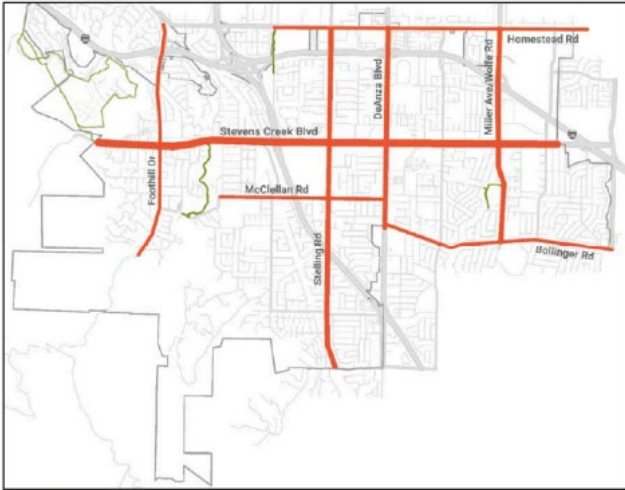 Homestead Rd
DeAnza Blvd
Miller Ave/Wolfe Rd
Stevens Creek Blvd
Foothill Dr
McClellan Rd
Stelling Rd
Bollinger Rd